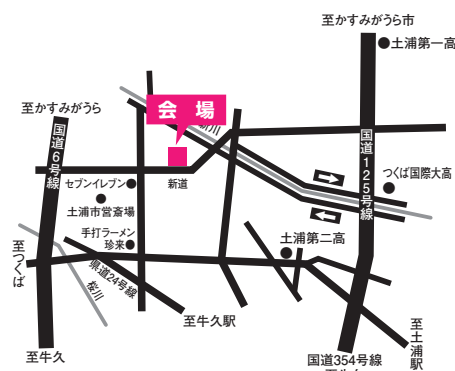 至かすみがうら市
土浦第一高
会場
至かすみがうら
新川
国道6号線
国道125号線
セブンイレブン
新道
つくば国際大高
土浦市営斎場
手打ラーメン
珍来
土浦第二高
至つくば
県道24号線
桜川
至牛久駅
至土浦駅
至牛久
国道354号線